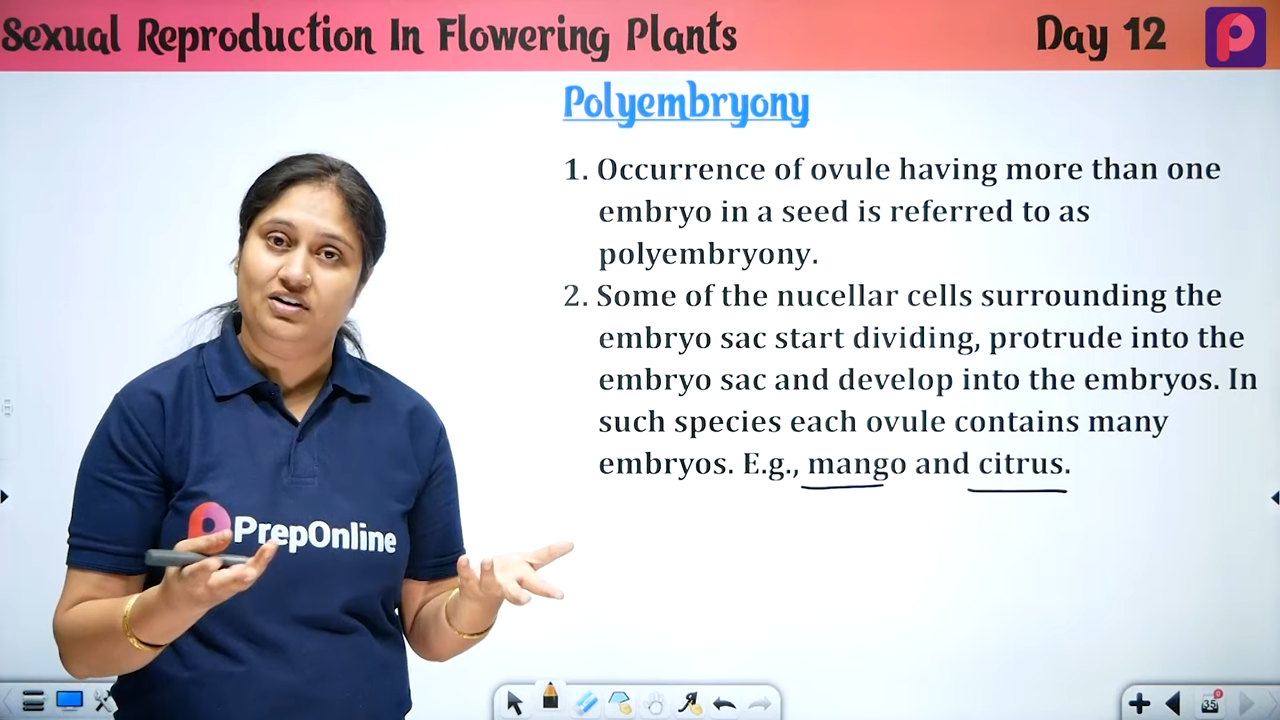 Sexual Reproduction In Flowering Plants
Day 12
Polyembryony
1. Occurrence of ovule having more than one
embryo in a seed is referred to as
polyembryony.
2. Some of the nucellar cells surrounding the
embryo sac start dividing, protrude into the
embryo sac and develop into the embryos. In
such species each ovule contains many
embryos. E.g., mango and citrus.
PrepOnline
35